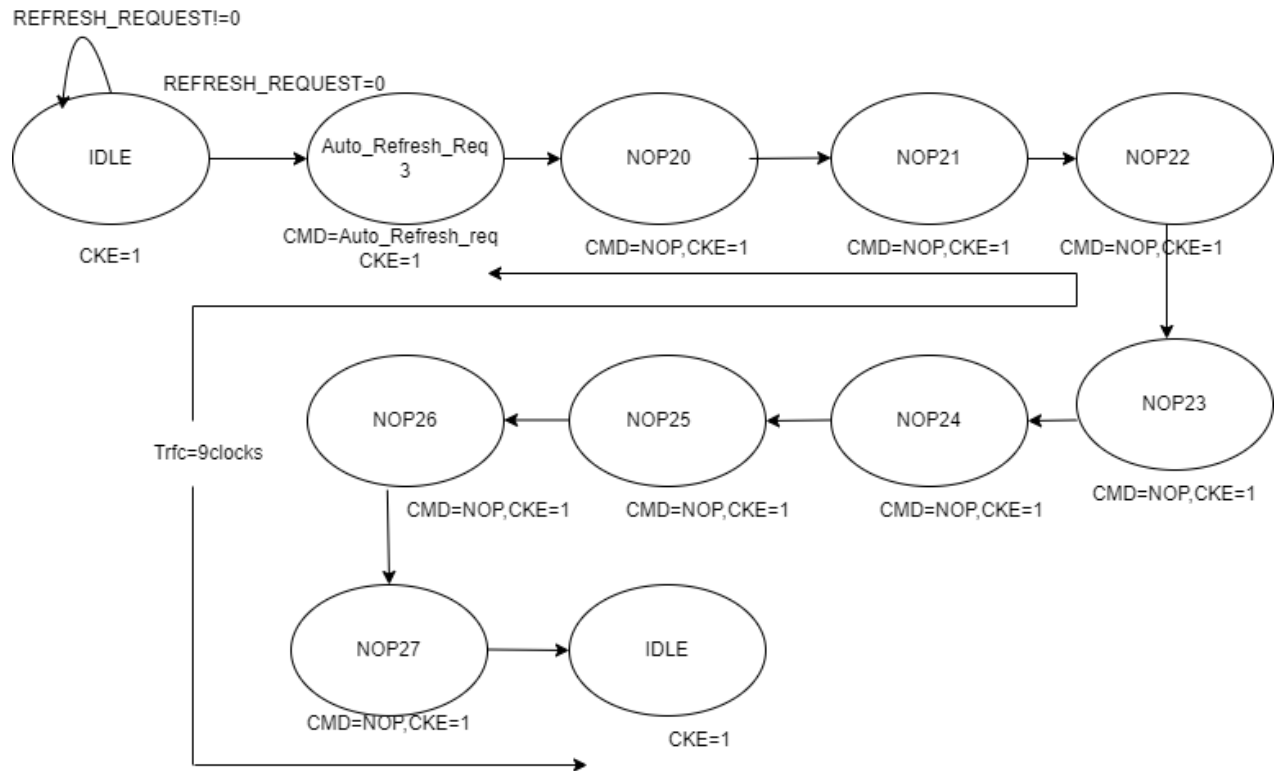 REFRESH_REQUEST!=0
REFRESH_REQUEST=0
IDLE
Auto_Refresh_Req
3
NOP20
NOP21
NOP22
CKE=1
CMD=Auto_Refresh_req
CKE=1
CMD=NOP,CKE=1
CMD=NOP,CKE=1
CMD=NOP,CKE=1
NOP26
NOP25
NOP24
NOP23
Trfc=9clocks
CMD=NOP,CKE=1
CMD=NOP,CKE=1
CMD=NOP,CKE=1
CMD=NOP,CKE=1
NOP27
IDLE
CMD=NOP,CKE=1
CKE=1